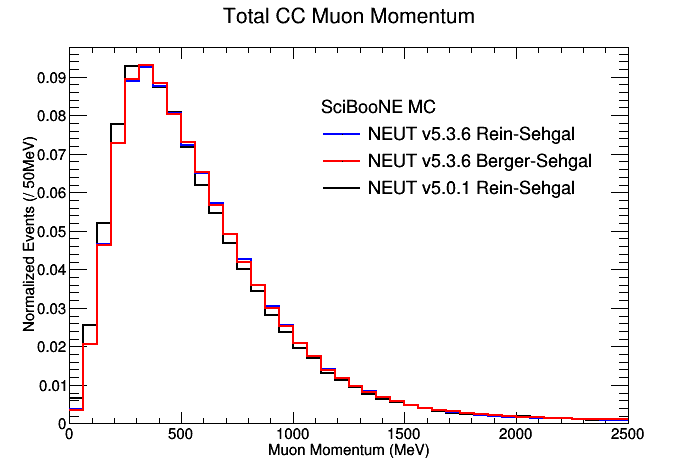 Total CC Muon Momentum
Normalized Events (/ 50MeV)
0.09
0.08
0.07
0.06
0.05
0.04
0.03
0.02
0.01
0
SciBooNE MC
NEUT v5.3.6 Rein-Sehgal
NEUT v5.3.6 Berger-Sehgal
NEUT v5.0.1 Rein-Sehgal
0 500 1000 1500 2000 2500
Muon Momentum (MeV)